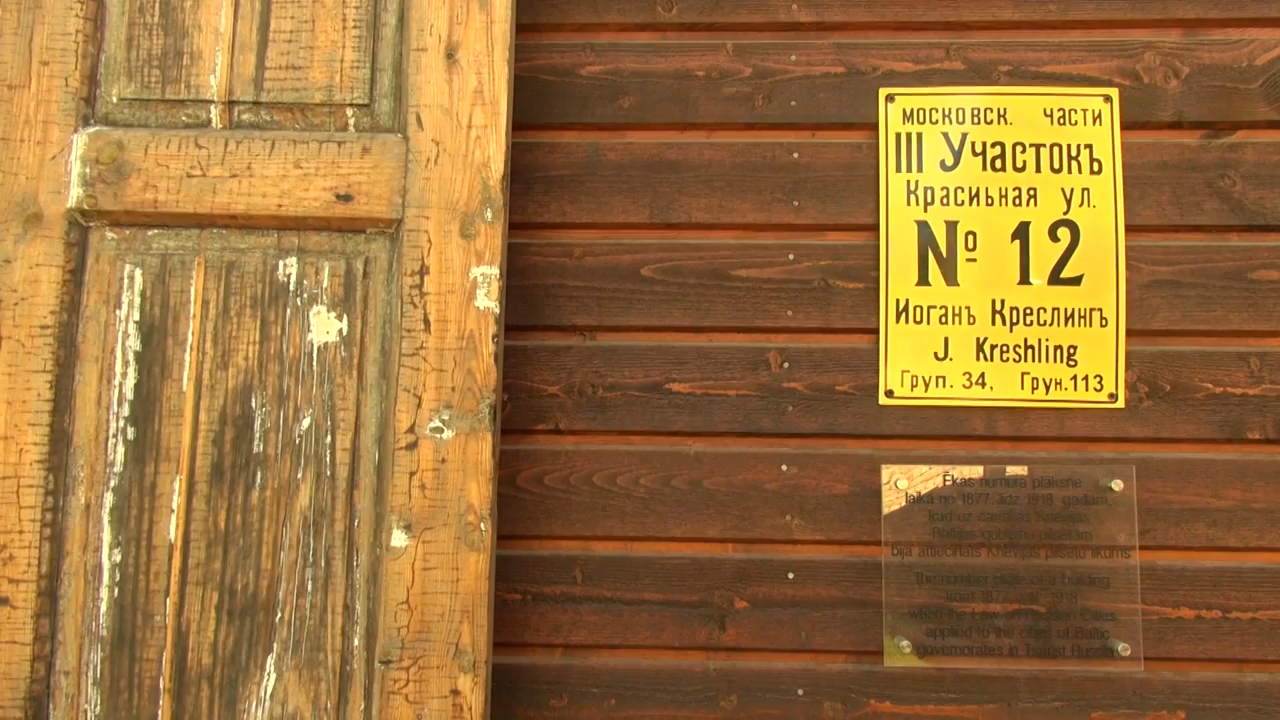 МОСКОВСК. ЧАСТИ
III УЧАСТОКЪ
Красиьная ул.
№ 12
Иоганъ Креслингъ
J. Kreshling
Груп. 34, Грун. 113
Ēkas numura plāksne
laikā no 1877. līdz 1918. gadam,
kad uz cariskās Krievijas
Baltijas guberņu pilsētām
bija attiecināts Krievijas pilsētu likums
The number plate of a building
from 1877 until 1918,
when the Law of Russian Cities
applied to the cities of Baltic
governorates in Tsarist Russia